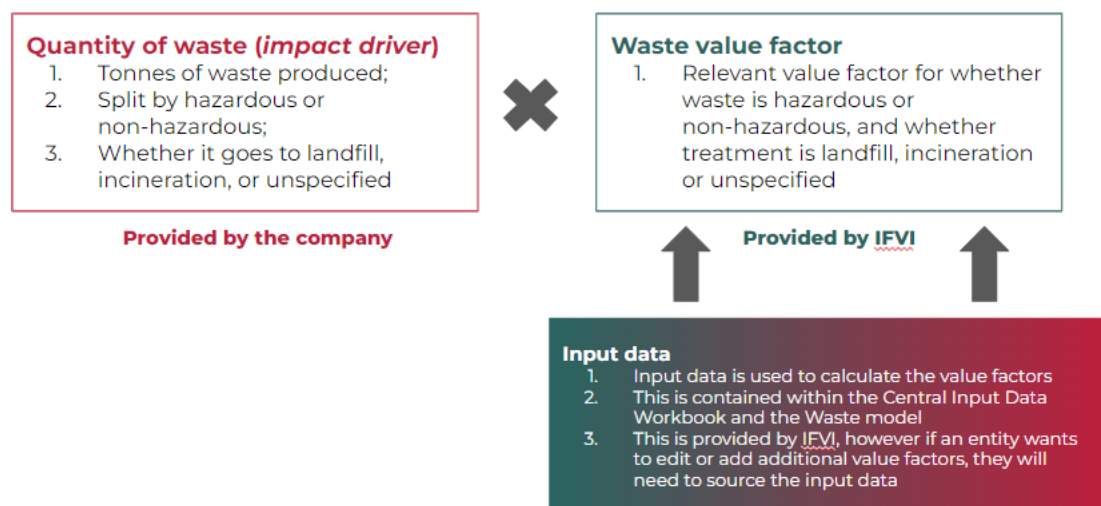 Quantity of waste (impact driver)
1. Tonnes of waste produced;
2. Split by hazardous or
non-hazardous;
3. Whether it goes to landfill,
incineration, or unspecified
Provided by the company
Waste value factor
1. Relevant value factor for whether
waste is hazardous or
non-hazardous, and whether
treatment is landfill, incineration
or unspecified
Provided by IFVI
Input data
1. Input data is used to calculate the value factors
2. This is contained within the Central Input Data
Workbook and the Waste model
3. This is provided by IFVI, however if an entity wants
to edit or add additional value factors, they will
need to source the input data